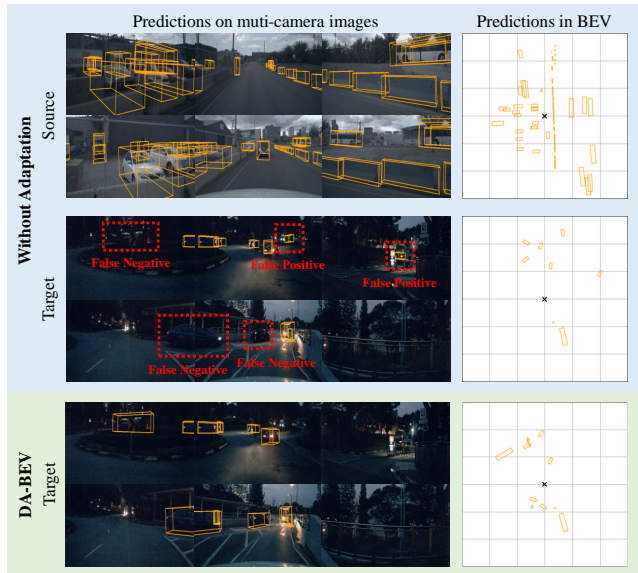 Predictions on muti-camera images
Predictions in BEV
Without Adaptation
Source
Target
False Negative
False Positive
False Positive
False Negative
False Negative
DA-BEV
Target